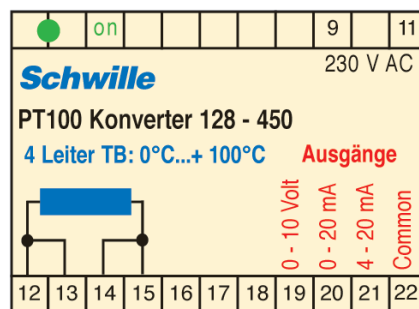 on 9 11
230 V AC
Schwille
PT100 Konverter 128 - 450
4 Leiter TB: 0°C...+ 100°C
Ausgänge
0 - 10 Volt
0 - 20 mA
4 - 20 mA
Common
12 13 14 15 16 17 18 19 20 21 22